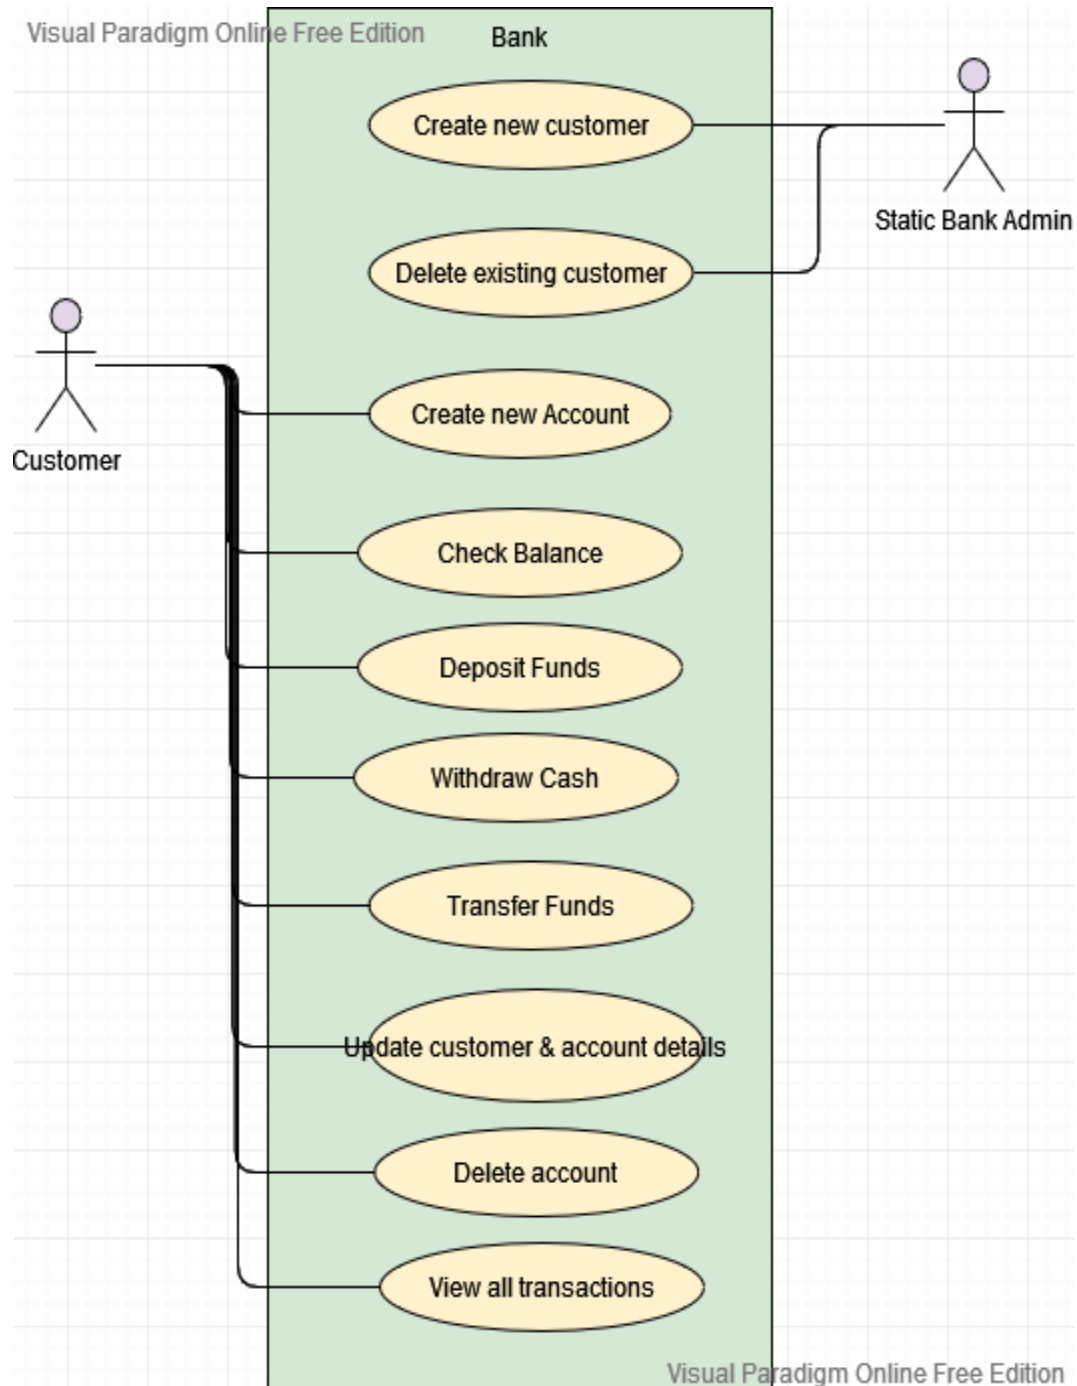 Visual Paradigm Online Free Edition
Bank
Create new customer
Static Bank Admin
Delete existing customer
Create new Account
Customer
Check Balance
Deposit Funds
Withdraw Cash
Transfer Funds
Update customer & account details
Delete account
View all transactions
Visual Paradigm Online Free Edition